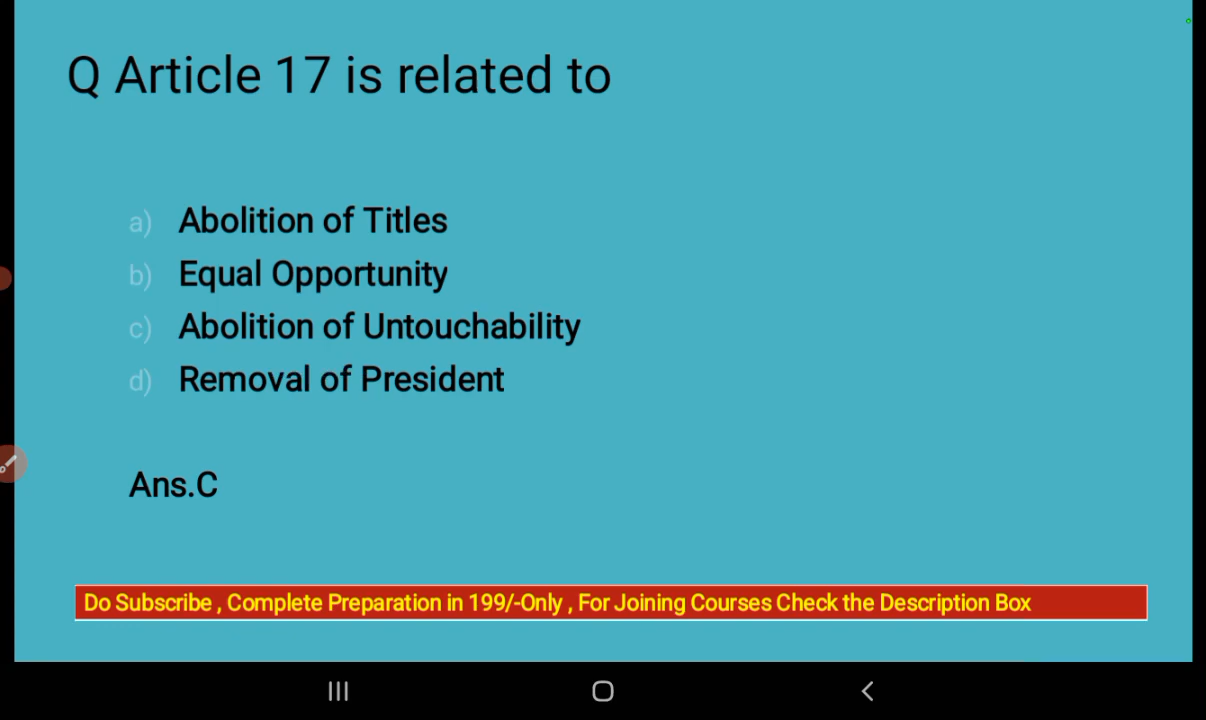 Q Article 17 is related to
a) Abolition of Titles
b) Equal Opportunity
c) Abolition of Untouchability
d) Removal of President
Ans.C
Do Subscribe , Complete Preparation in 199/-Only , For Joining Courses Check the Description Box